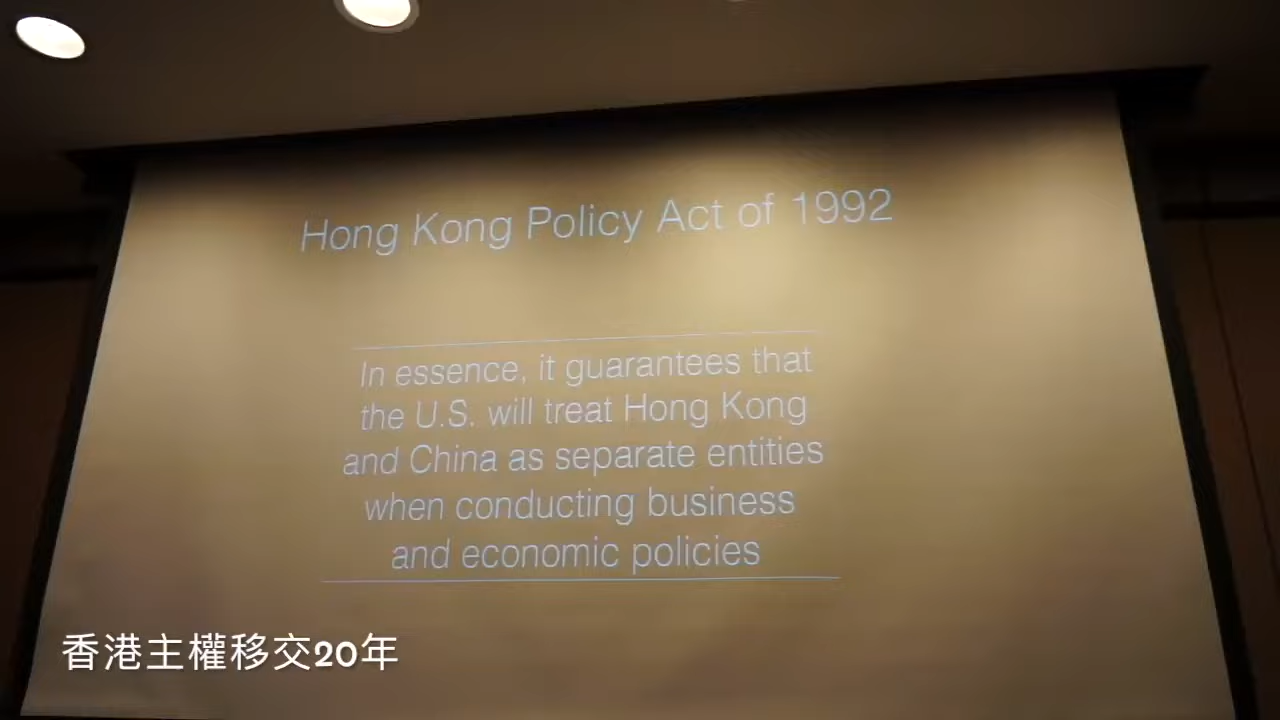 Hong Kong Policy Act of 1992
In essence, it guarantees that
the U.S. will treat Hong Kong
and China as separate entities
when conducting business
and economic policies
香港主權移交20年